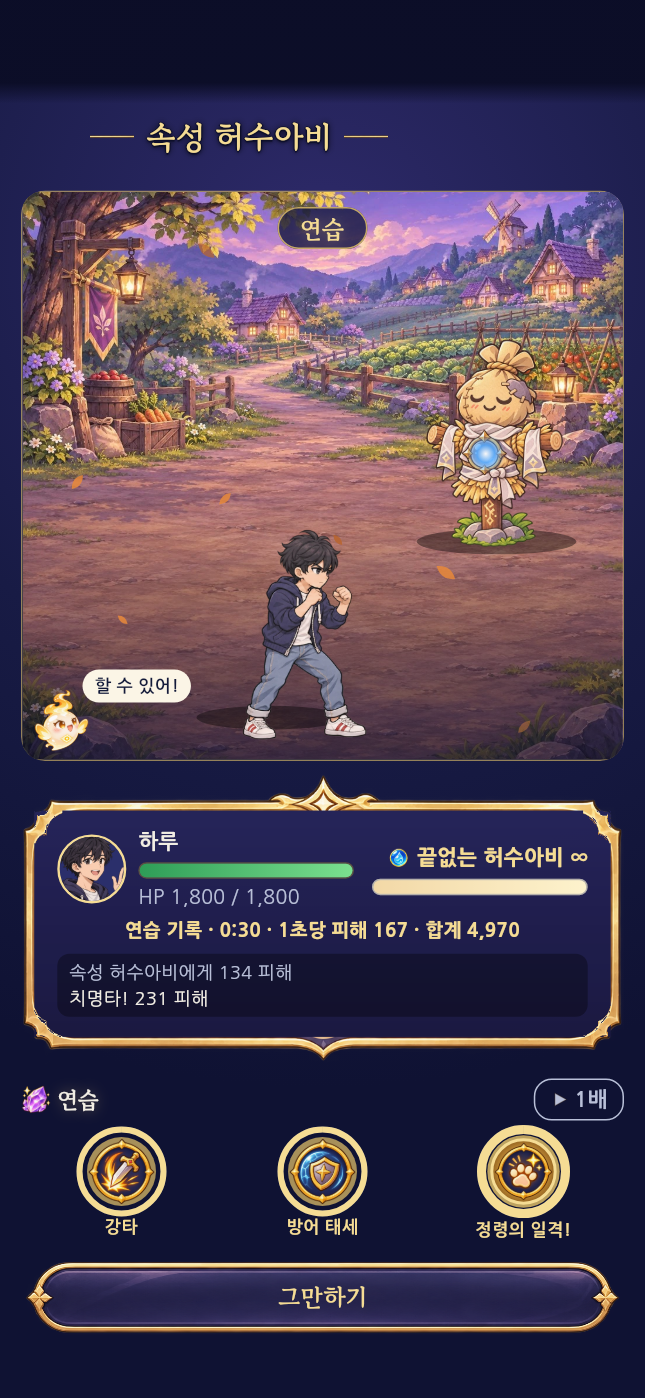 속성 허수아비
연습
할 수 있어!
하루
HP 1,800 / 1,800
끝없는 허수아비 ∞
연습 기록 · 0:30 · 1초당 피해 167 · 합계 4,970
속성 허수아비에게 134 피해
치명타! 231 피해
연습
▶ 1배
강타
방어 태세
정령의 일격!
그만하기